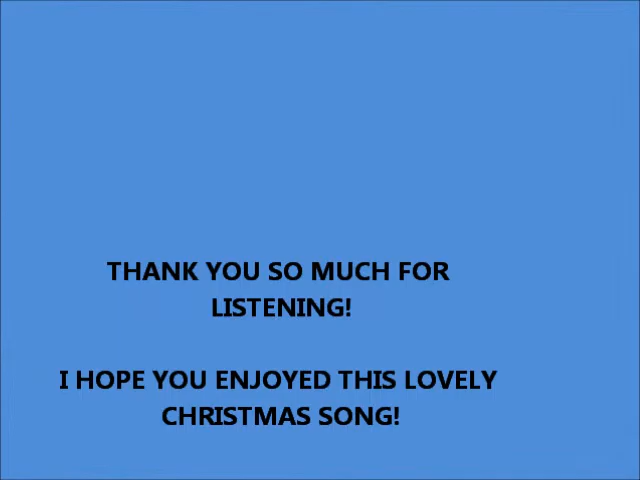 THANK YOU SO MUCH FOR
LISTENING!
I HOPE YOU ENJOYED THIS LOVELY
CHRISTMAS SONG!